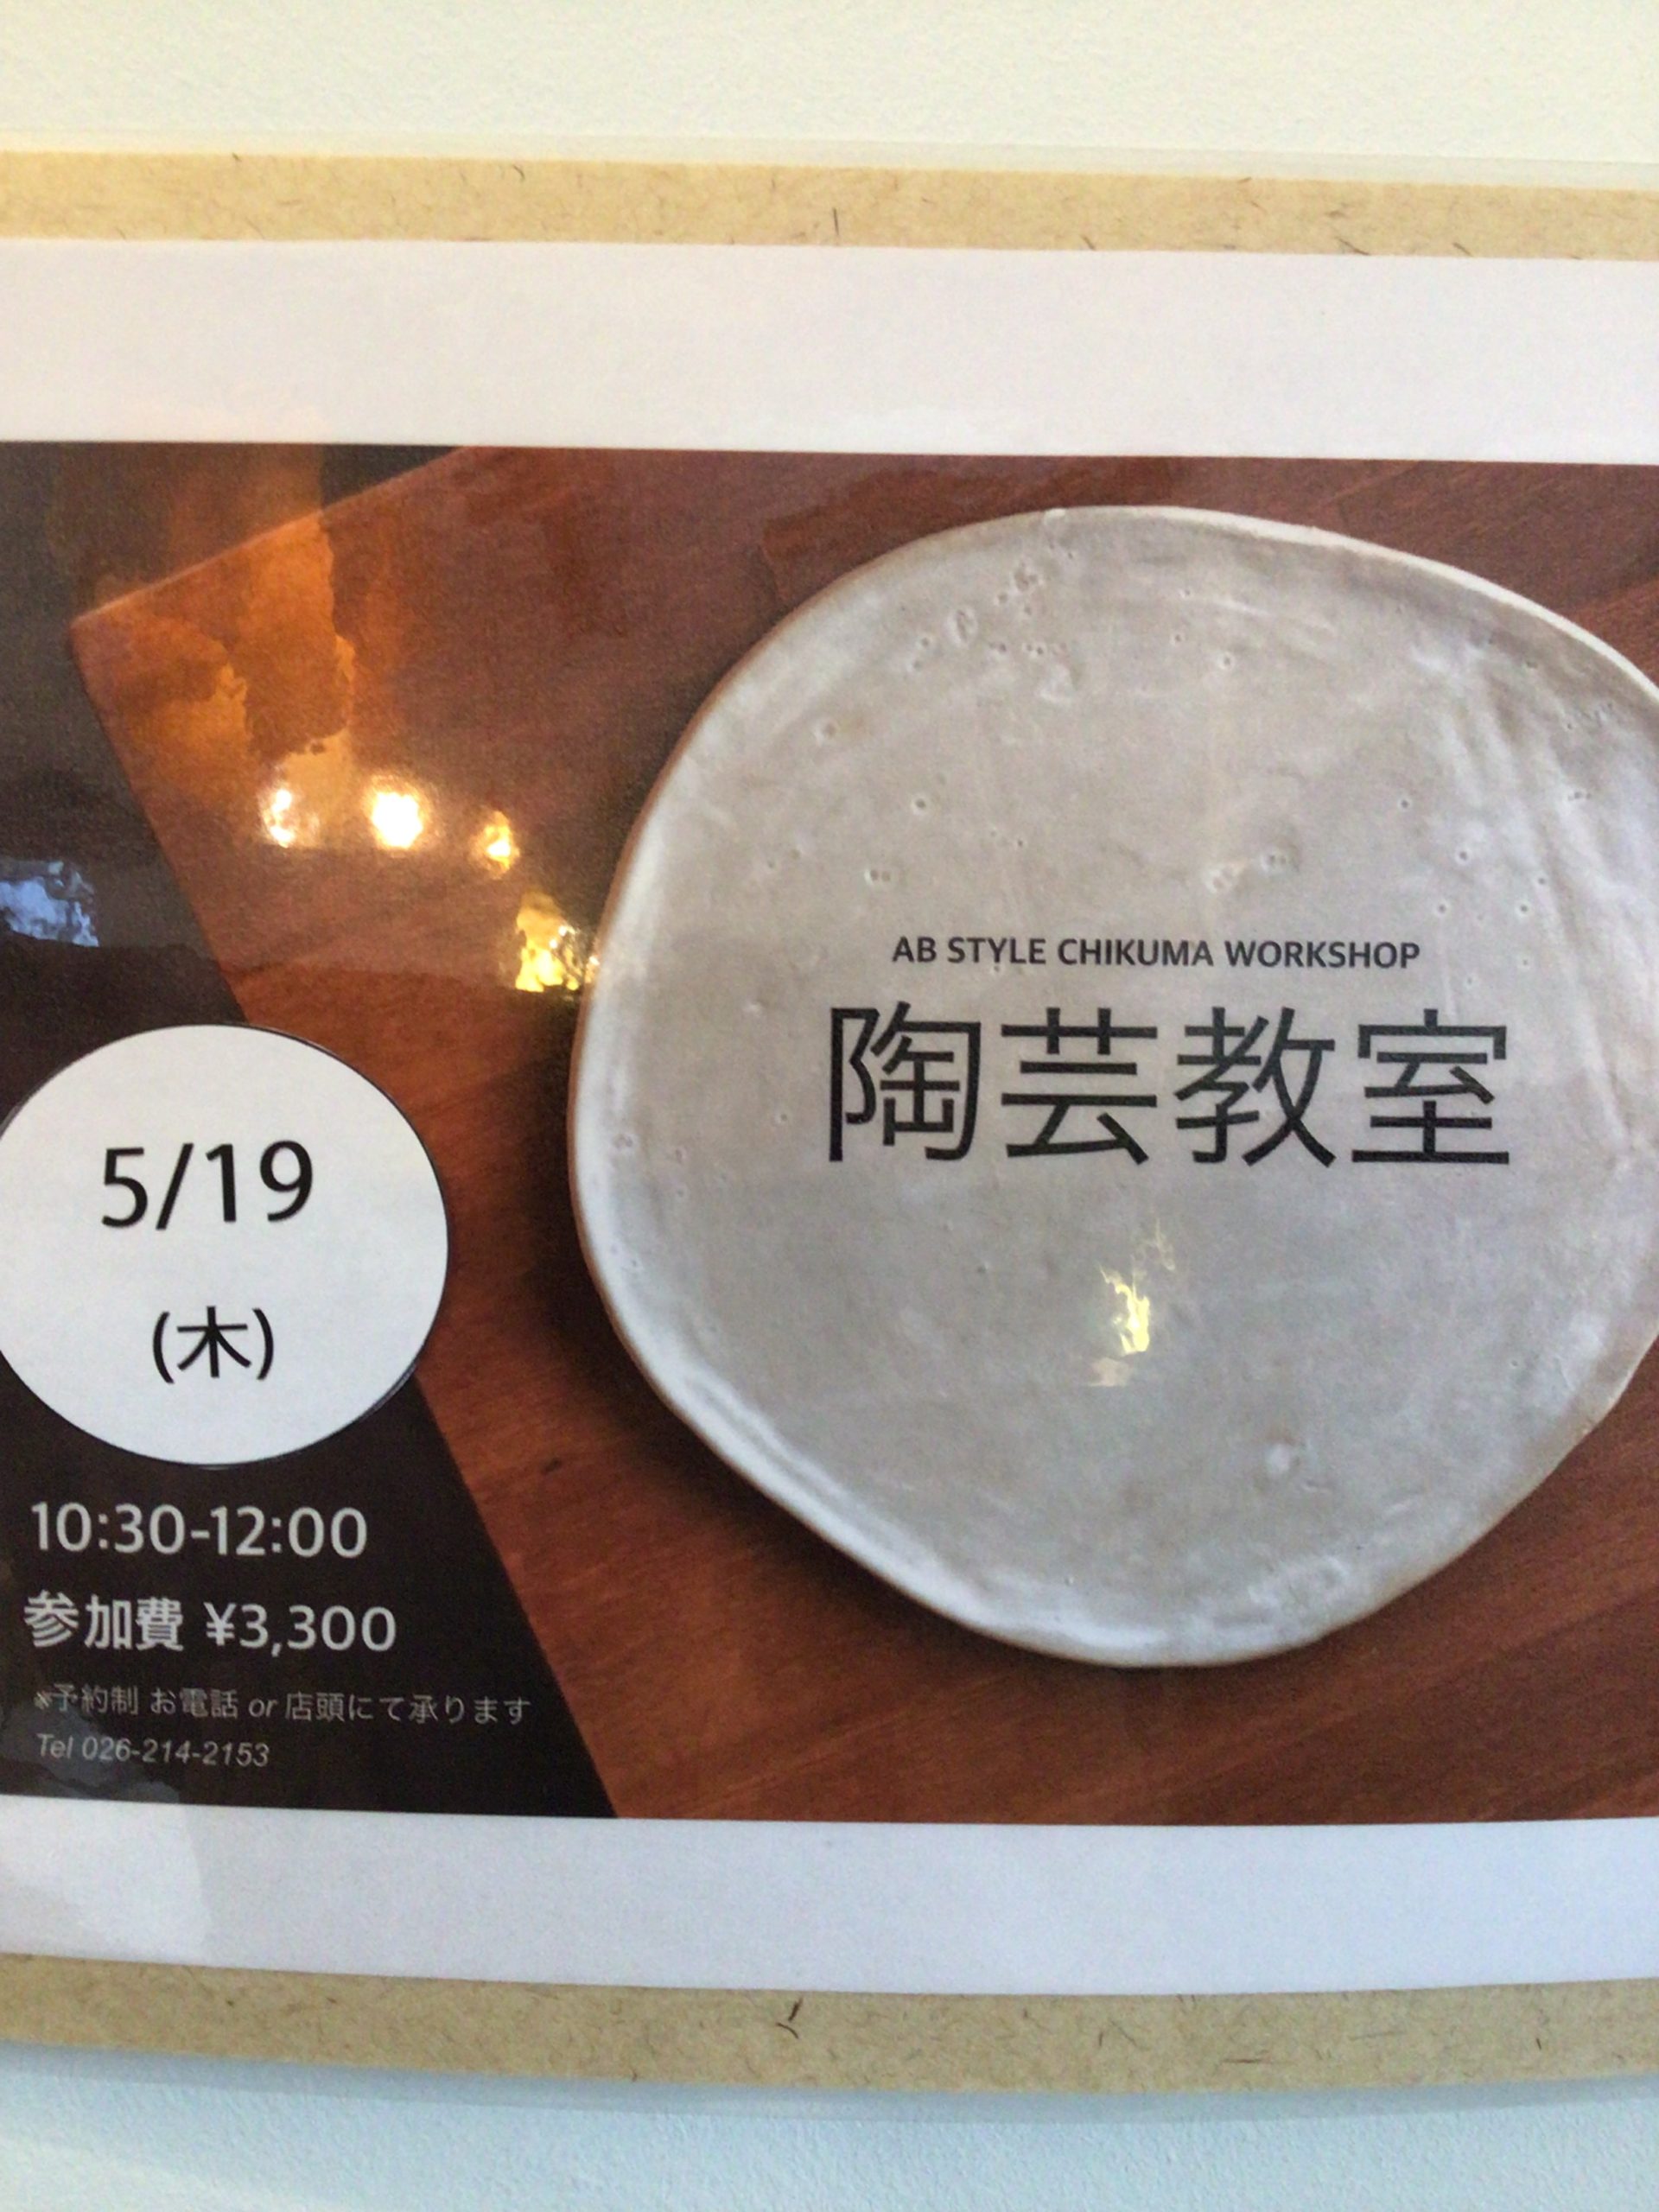 AB STYLE CHIKUMA WORKSHOP
陶芸教室
5/19
(木)
10:30-12:00
参加費 ¥3,300
※予約制 お電話 or 店頭にて承ります
Tel 026-214-2153